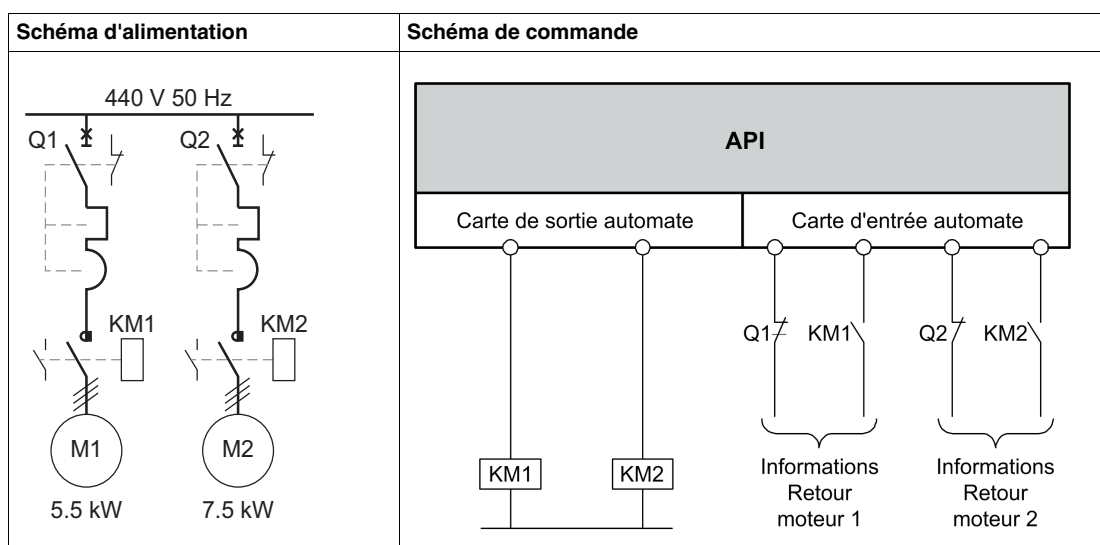 Schéma d'alimentation
Schéma de commande
440 V 50 Hz
Q1
Q2
KM1
KM2
M1
M2
5.5 kW
7.5 kW
API
Carte de sortie automate
Carte d'entrée automate
Q1
KM1
Q2
KM2
KM1
KM2
Informations
Retour
moteur 1
Informations
Retour
moteur 2